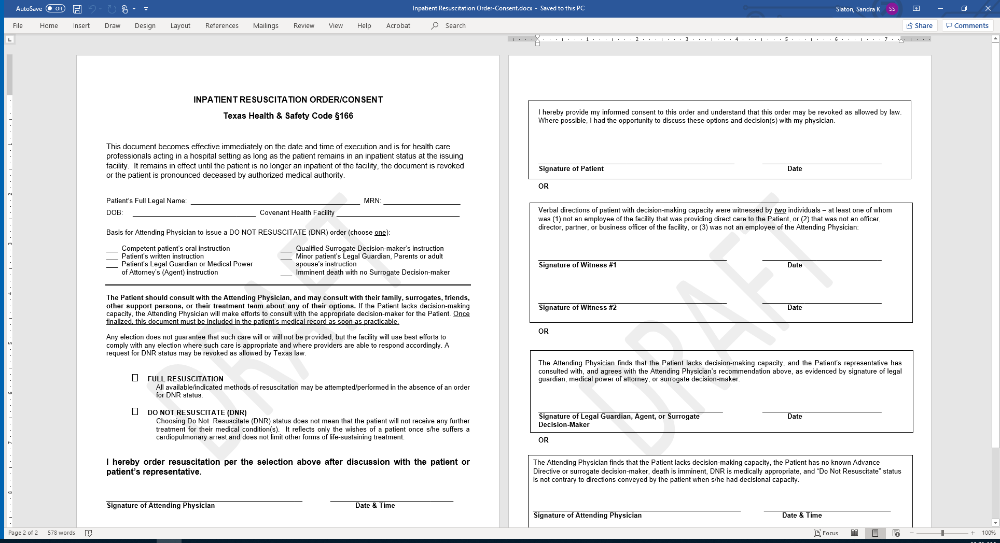 AutoSave Off
Inpatient Resuscitation Order-Consent.docx - Saved to this PC
Slaton, Sandra K SS
File Home Insert Draw Design Layout References Mailings Review View Help Acrobat Search
Share Comments
1 2 3 4 5 6 7
INPATIENT RESUSCITATION ORDER/CONSENT
Texas Health & Safety Code §166
This document becomes effective immediately on the date and time of execution and is for health care
professionals acting in a hospital setting as long as the patient remains in an inpatient status at the issuing
facility. It remains in effect until the patient is no longer an inpatient of the facility, the document is revoked
or the patient is pronounced deceased by authorized medical authority.
Patient's Full Legal Name: MRN:
DOB: Covenant Health Facility
Basis for Attending Physician to issue a DO NOT RESUSCITATE (DNR) order (choose one):
Competent patient's oral instruction
Patient's written instruction
Patient's Legal Guardian or Medical Power
of Attorney's (Agent) instruction
Qualified Surrogate Decision-maker's instruction
Minor patient's Legal Guardian, Parents or adult
spouse's instruction
Imminent death with no Surrogate Decision-maker
The Patient should consult with the Attending Physician, and may consult with their family, surrogates, friends,
other support persons, or their treatment team about any of their options. If the Patient lacks decision-making
capacity, the Attending Physician will make efforts to consult with the appropriate decision-maker for the Patient. Once
finalized, this document must be included in the patient's medical record as soon as practicable.
Any election does not guarantee that such care will or will not be provided, but the facility will use best efforts to
comply with any election where such care is appropriate and where providers are able to respond accordingly. A
request for DNR status may be revoked as allowed by Texas law.
FULL RESUSCITATION
All available/indicated methods of resuscitation may be attempted/performed in the absence of an order
for DNR status.
DO NOT RESUSCITATE (DNR)
Choosing Do Not Resuscitate (DNR) status does not mean that the patient will not receive any further
treatment for their medical condition(s). It reflects only the wishes of a patient once s/he suffers a
cardiopulmonary arrest and does not limit other forms of life-sustaining treatment.
I hereby order resuscitation per the selection above after discussion with the patient or
patient's representative.
Signature of Attending Physician Date & Time
DRAFT
I hereby provide my informed consent to this order and understand that this order may be revoked as allowed by law.
Where possible, I had the opportunity to discuss these options and decision(s) with my physician.
Signature of Patient Date
OR
Verbal directions of patient with decision-making capacity were witnessed by two individuals – at least one of whom
was (1) not an employee of the facility that was providing direct care to the Patient, or (2) that was not an officer,
director, partner, or business officer of the facility, or (3) was not an employee of the Attending Physician:
Signature of Witness #1 Date
Signature of Witness #2 Date
OR
The Attending Physician finds that the Patient lacks decision-making capacity, and the Patient's representative has
consulted with, and agrees with the Attending Physician's recommendation above, as evidenced by signature of legal
guardian, medical power of attorney, or surrogate decision-maker.
Signature of Legal Guardian, Agent, or Surrogate Date
Decision-Maker
OR
The Attending Physician finds that the Patient lacks decision-making capacity, the Patient has no known Advance
Directive or surrogate decision-maker, death is imminent, DNR is medically appropriate, and “Do Not Resuscitate” status
is not contrary to directions conveyed by the patient when s/he had decisional capacity.
Signature of Attending Physician Date & Time
DRAFT
1
2
3
4
5
6
7
8
Page 2 of 2 578 words
Focus 100%